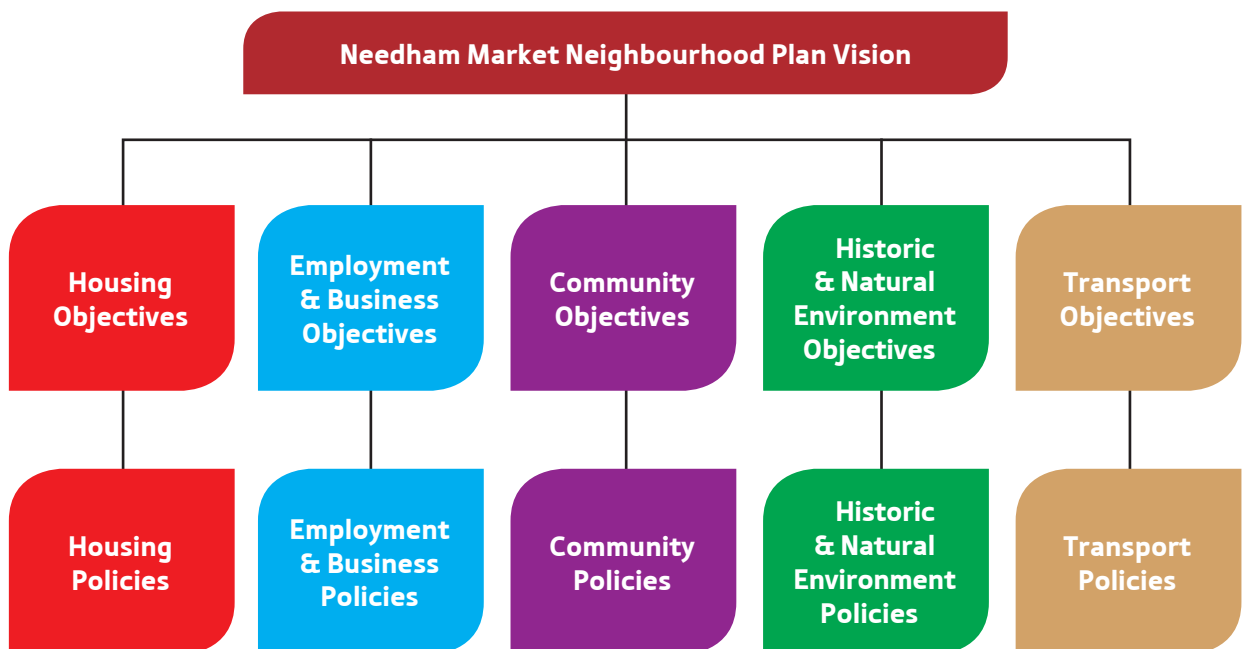 Needham Market Neighbourhood Plan Vision
Housing
Objectives
Employment
& Business
Objectives
Community
Objectives
Historic
& Natural
Environment
Objectives
Transport
Objectives
Housing
Policies
Employment
& Business
Policies
Community
Policies
Historic
& Natural
Environment
Policies
Transport
Policies